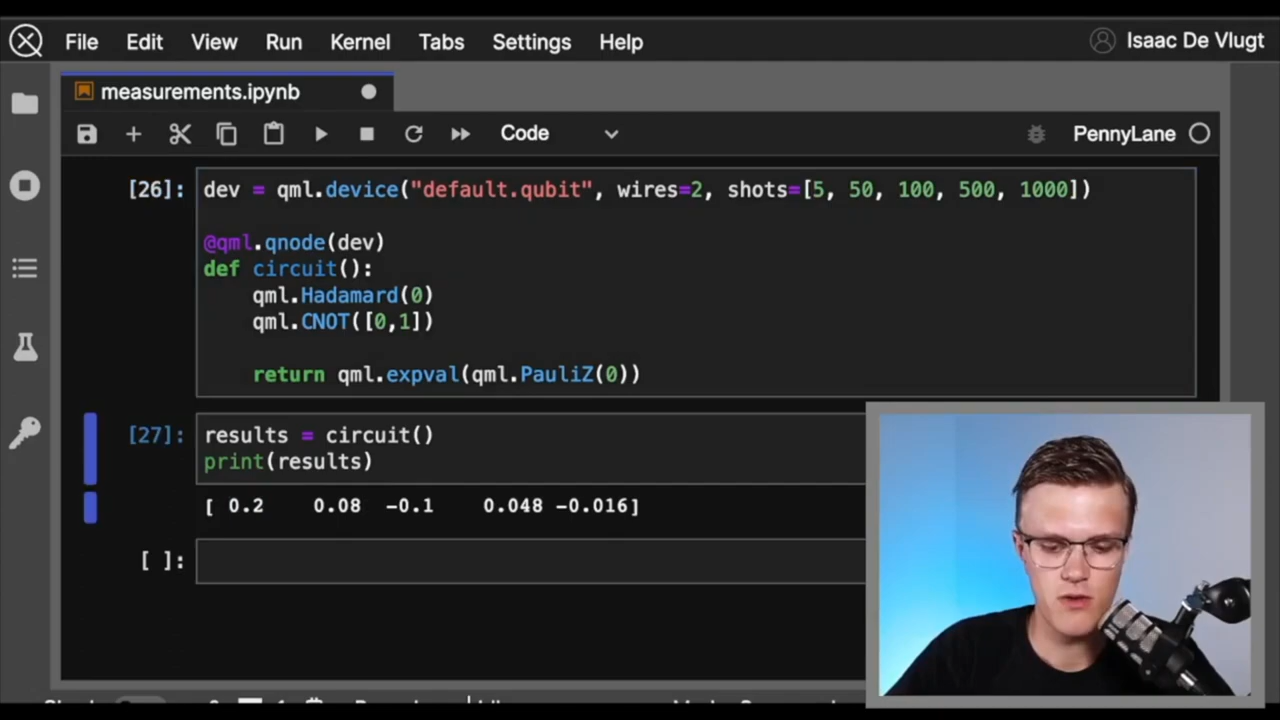 File Edit View Run Kernel Tabs Settings Help Isaac De Vlugt
measurements.ipynb
Code PennyLane
[26]: dev = qml.device("default.qubit", wires=2, shots=[5, 50, 100, 500, 1000])
@qml.qnode(dev)
def circuit():
qml.Hadamard(0)
qml.CNOT([0,1])
return qml.expval(qml.PauliZ(0))
[27]: results = circuit()
print(results)
[ 0.2 0.08 -0.1 0.048 -0.016]
[ ]: